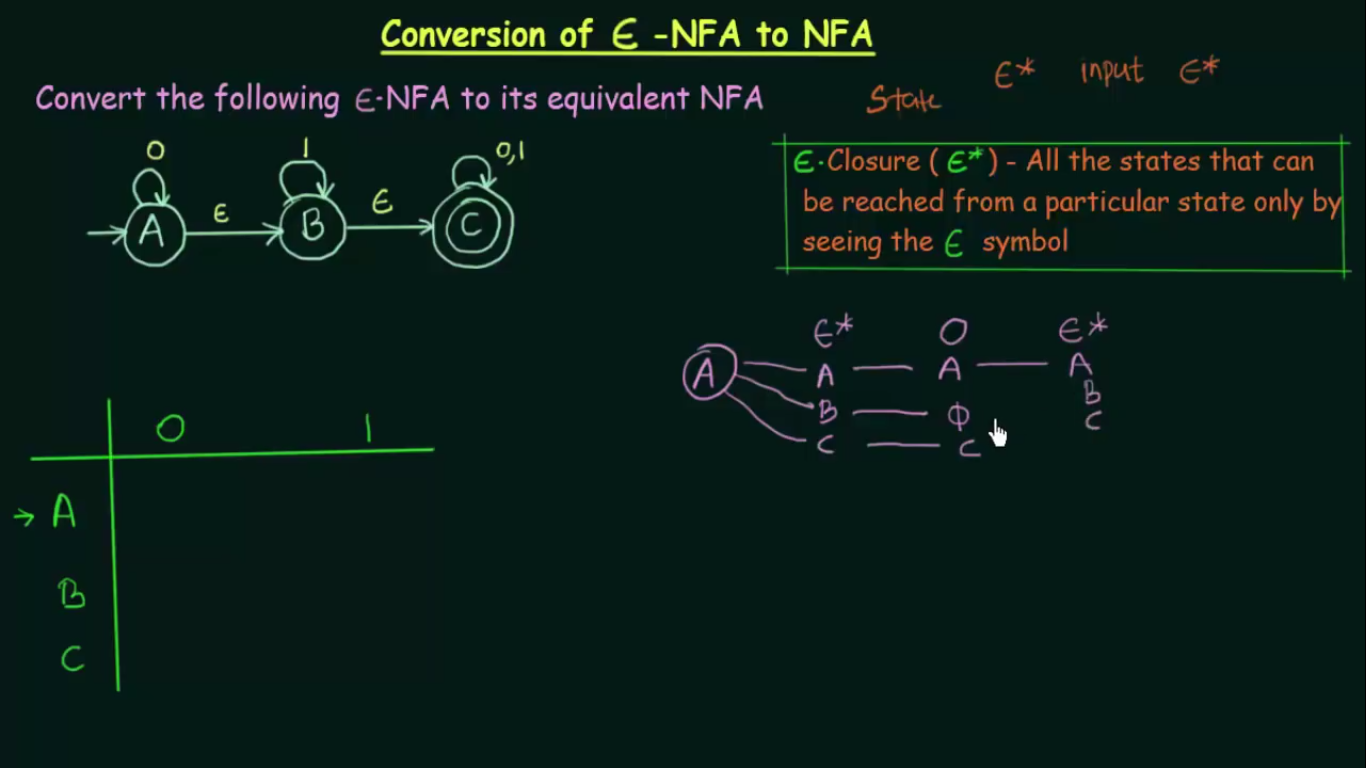 Conversion of ϵ -NFA to NFA
Convert the following ϵ-NFA to its equivalent NFA
State ϵ* input ϵ*
ϵ-Closure ( ϵ* ) - All the states that can
be reached from a particular state only by
seeing the ϵ symbol
0 1 0,1
ϵ ϵ
A B C
ϵ* 0 ϵ*
A A A A
B
B Φ
C
C C
0 1
→ A
B
C